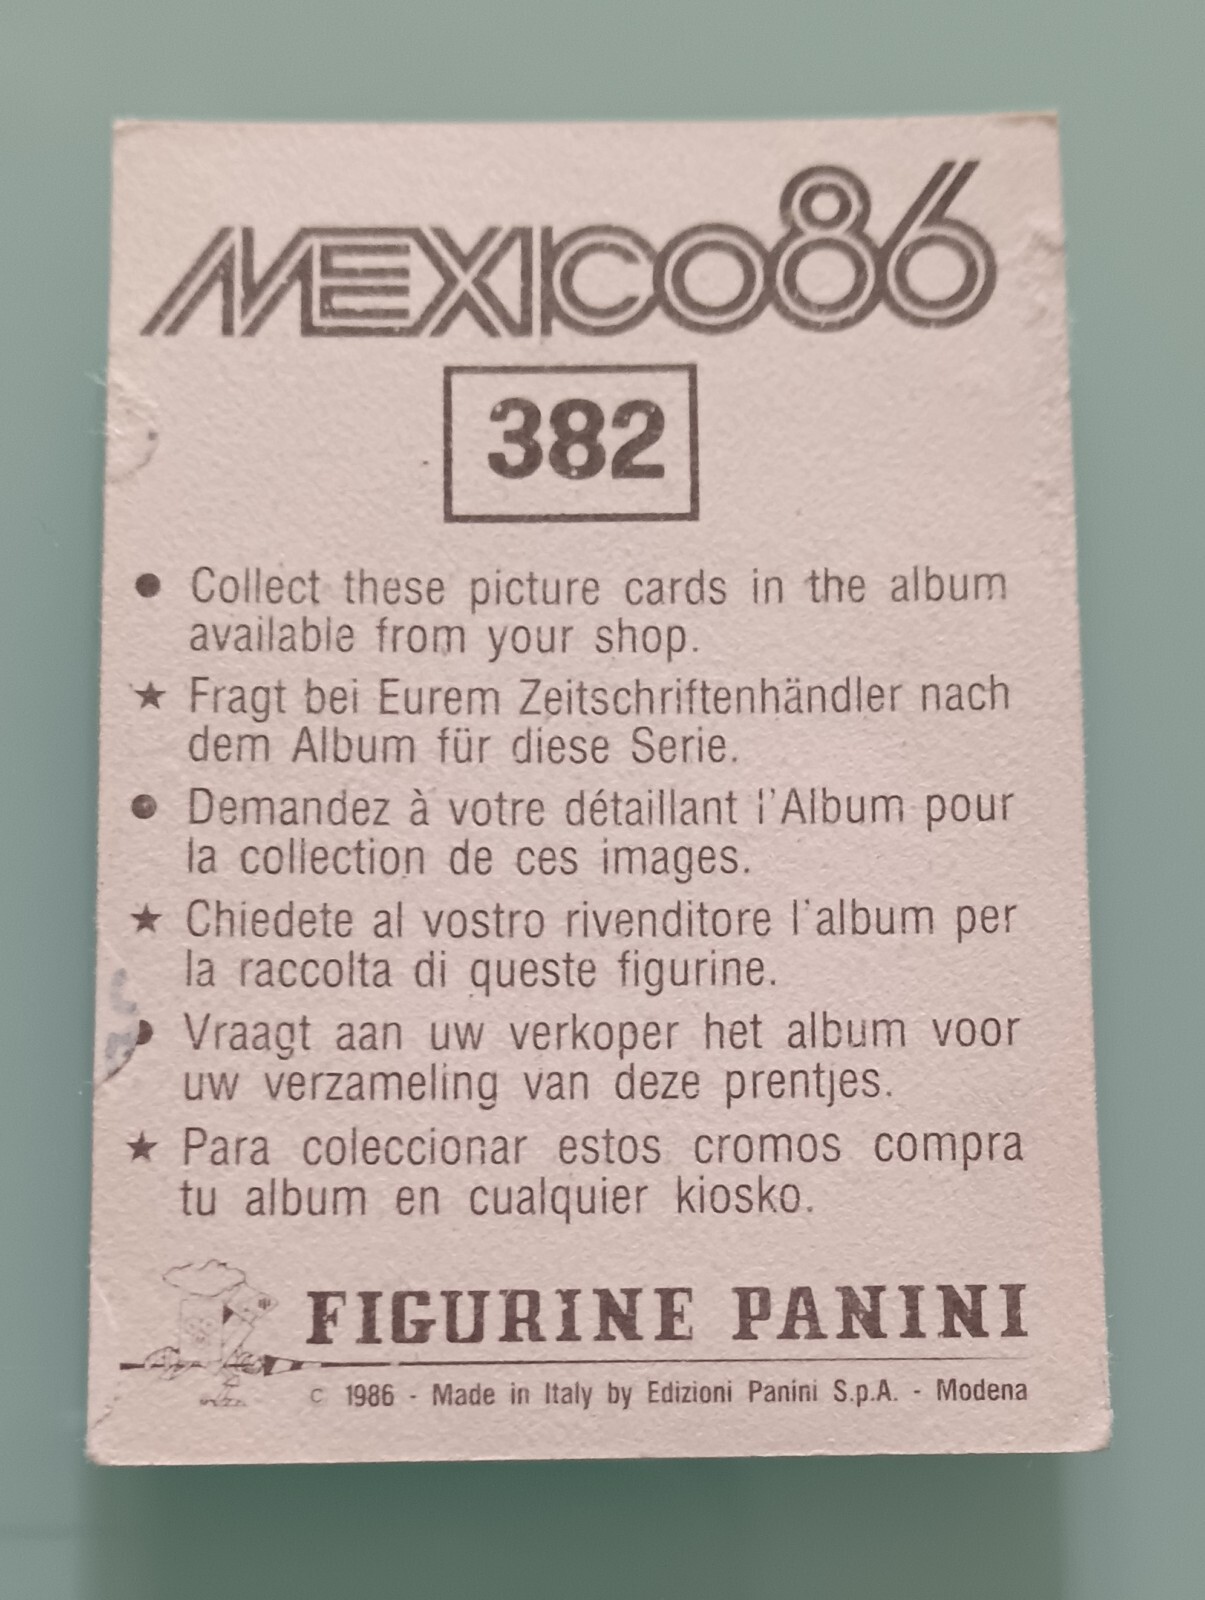 MEXICO86
382
● Collect these picture cards in the album
available from your shop.
★ Fragt bei Eurem Zeitschriftenhändler nach
dem Album für diese Serie.
● Demandez à votre détaillant l'Album pour
la collection de ces images.
★ Chiedete al vostro rivenditore l'album per
la raccolta di queste figurine.
● Vraagt aan uw verkoper het album voor
uw verzameling van deze prentjes.
★ Para coleccionar estos cromos compra
tu album en cualquier kiosko.
FIGURINE PANINI
c 1986 - Made in Italy by Edizioni Panini S.p.A. - Modena